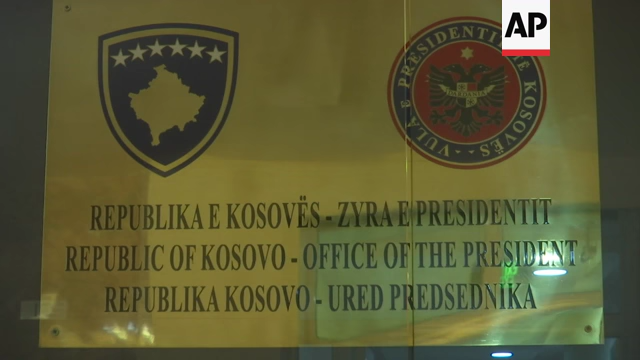 AP
VULA E PRESIDENTIT TË KOSOVËS
DARDANIA
REPUBLIKA E KOSOVËS - ZYRA E PRESIDENTIT
REPUBLIC OF KOSOVO - OFFICE OF THE PRESIDENT
REPUBLIKA KOSOVO - URED PREDSEDNIKA